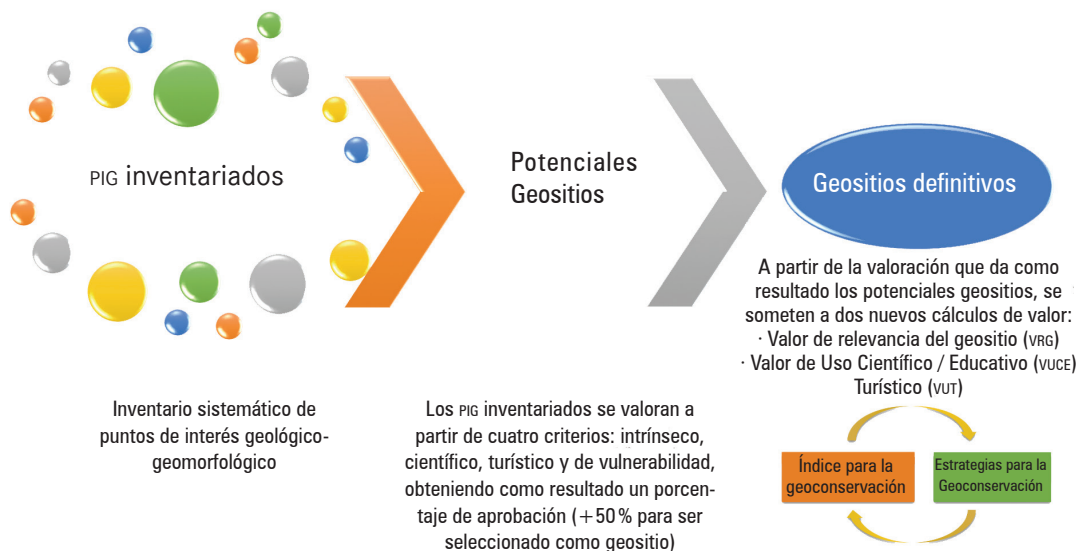 PIG inventariados
Inventario sistemático de
puntos de interés geológico-
geomorfológico
Potenciales
Geositios
Los PIG inventariados se valoran a
partir de cuatro criterios: intrínseco,
científico, turístico y de vulnerabilidad,
obteniendo como resultado un porcen-
taje de aprobación (+50% para ser
seleccionado como geositio)
Geositios definitivos
A partir de la valoración que da como
resultado los potenciales geositios, se
someten a dos nuevos cálculos de valor:
· Valor de relevancia del geositio (VRG)
· Valor de Uso Científico / Educativo (VUCE)
Turístico (VUT)
Índice para la
geoconservación
Estrategias para la
Geoconservación